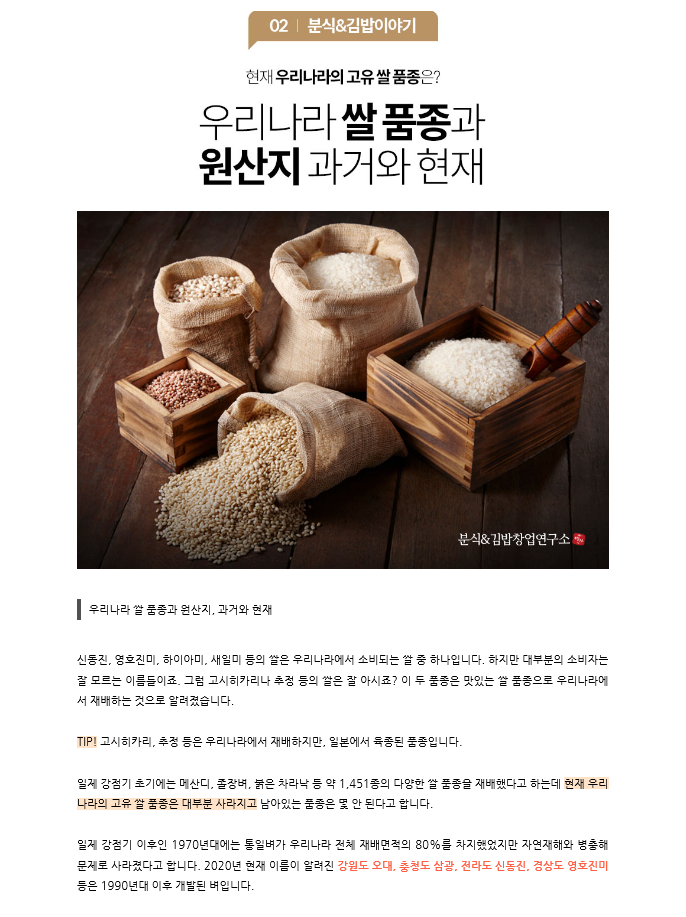 02 | 분식&김밥이야기
현재 우리나라의 고유 쌀 품종은?
우리나라 쌀 품종과
원산지 과거와 현재
분식&김밥창업연구소
우리나라 쌀 품종과 원산지, 과거와 현재
신동진, 영호진미, 하이아미, 새일미 등의 쌀은 우리나라에서 소비되는 쌀 중 하나입니다. 하지만 대부분의 소비자는
잘 모르는 이름들이죠. 그럼 고시히카리나 추정 등의 쌀은 잘 아시죠? 이 두 품종은 맛있는 쌀 품종으로 우리나라에
서 재배하는 것으로 알려졌습니다.
TIP! 고시히카리, 추정 등은 우리나라에서 재배하지만, 일본에서 육종된 품종입니다.
일제 강점기 초기에는 메산디, 졸장벼, 붉은 차라낙 등 약 1,451종의 다양한 쌀 품종을 재배했다고 하는데 현재 우리
나라의 고유 쌀 품종은 대부분 사라지고 남아있는 품종은 몇 안 된다고 합니다.
일제 강점기 이후인 1970년대에는 통일벼가 우리나라 전체 재배면적의 80%를 차지했었지만 자연재해와 병충해
문제로 사라졌다고 합니다. 2020년 현재 이름이 알려진 강원도 오대, 충청도 삼광, 전라도 신동진, 경상도 영호진미
등은 1990년대 이후 개발된 벼입니다.